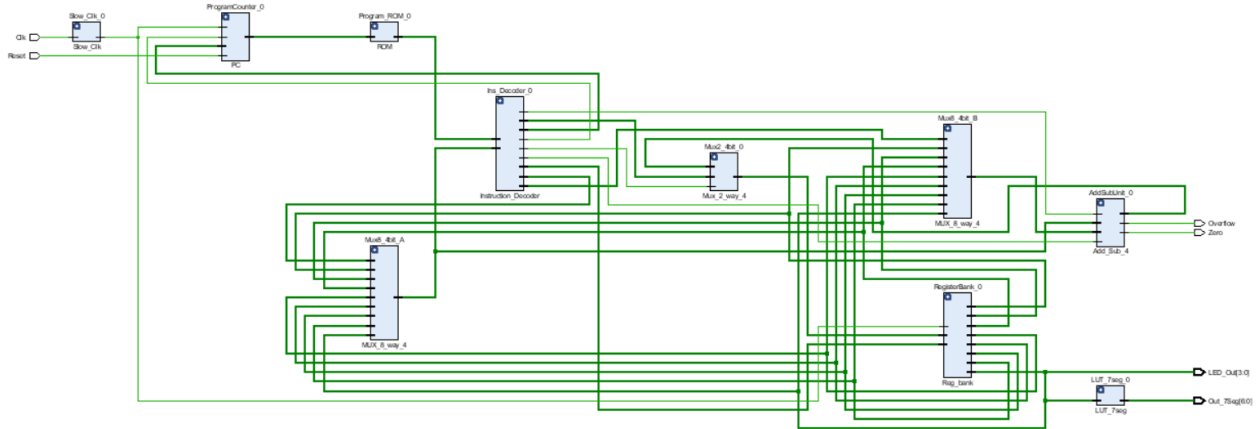 Slow_Clk_0
Clk
Slow_Clk
Reset
ProgramCounter_0
PC
Program_ROM_0
ROM
Ins_Decoder_0
Instruction_Decoder
Mux2_4bit_0
Mux_2_way_4
Mux8_4bit_B
MUX_8_way_4
AddSubUnit_0
Add_Sub_4
Overflow
Zero
Mux8_4bit_A
MUX_8_way_4
RegisterBank_0
Reg_bank
LED_Out[3:0]
LUT_7seg_0
LUT_7seg
Out_7Seg[6:0]